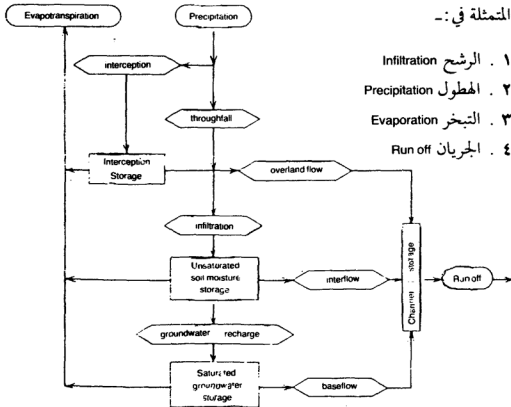 المتمثلة في :-
١ . الرشح Infiltration
٢ . الهطول Precipitation
٣ . التبخر Evaporation
٤ . الجريان Run off
Evapotranspiration
Precipitation
interception
throughfall
Interception
Storage
overland flow
infiltration
Unsaturated
soil moisture
storage
interflow
Channel storage
Run off
groundwater recharge
Saturated
groundwater
storage
baseflow